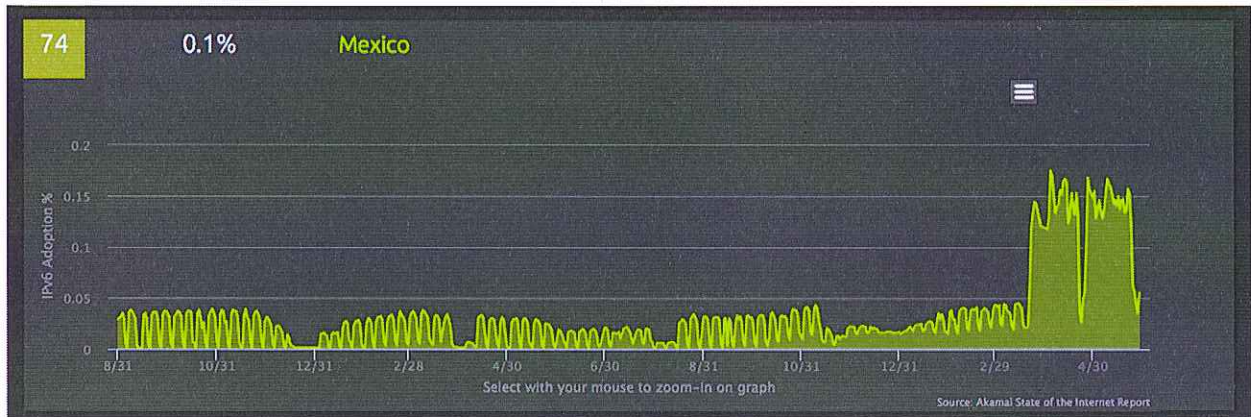 74 0.1% Mexico
0.2
0.15
0.1
0.05
0
IPv6 Adoption %
8/31 10/31 12/31 2/28 4/30 6/30 8/31 10/31 12/31 2/29 4/30
Select with your mouse to zoom-in on graph
Source: Akamai State of the Internet Report